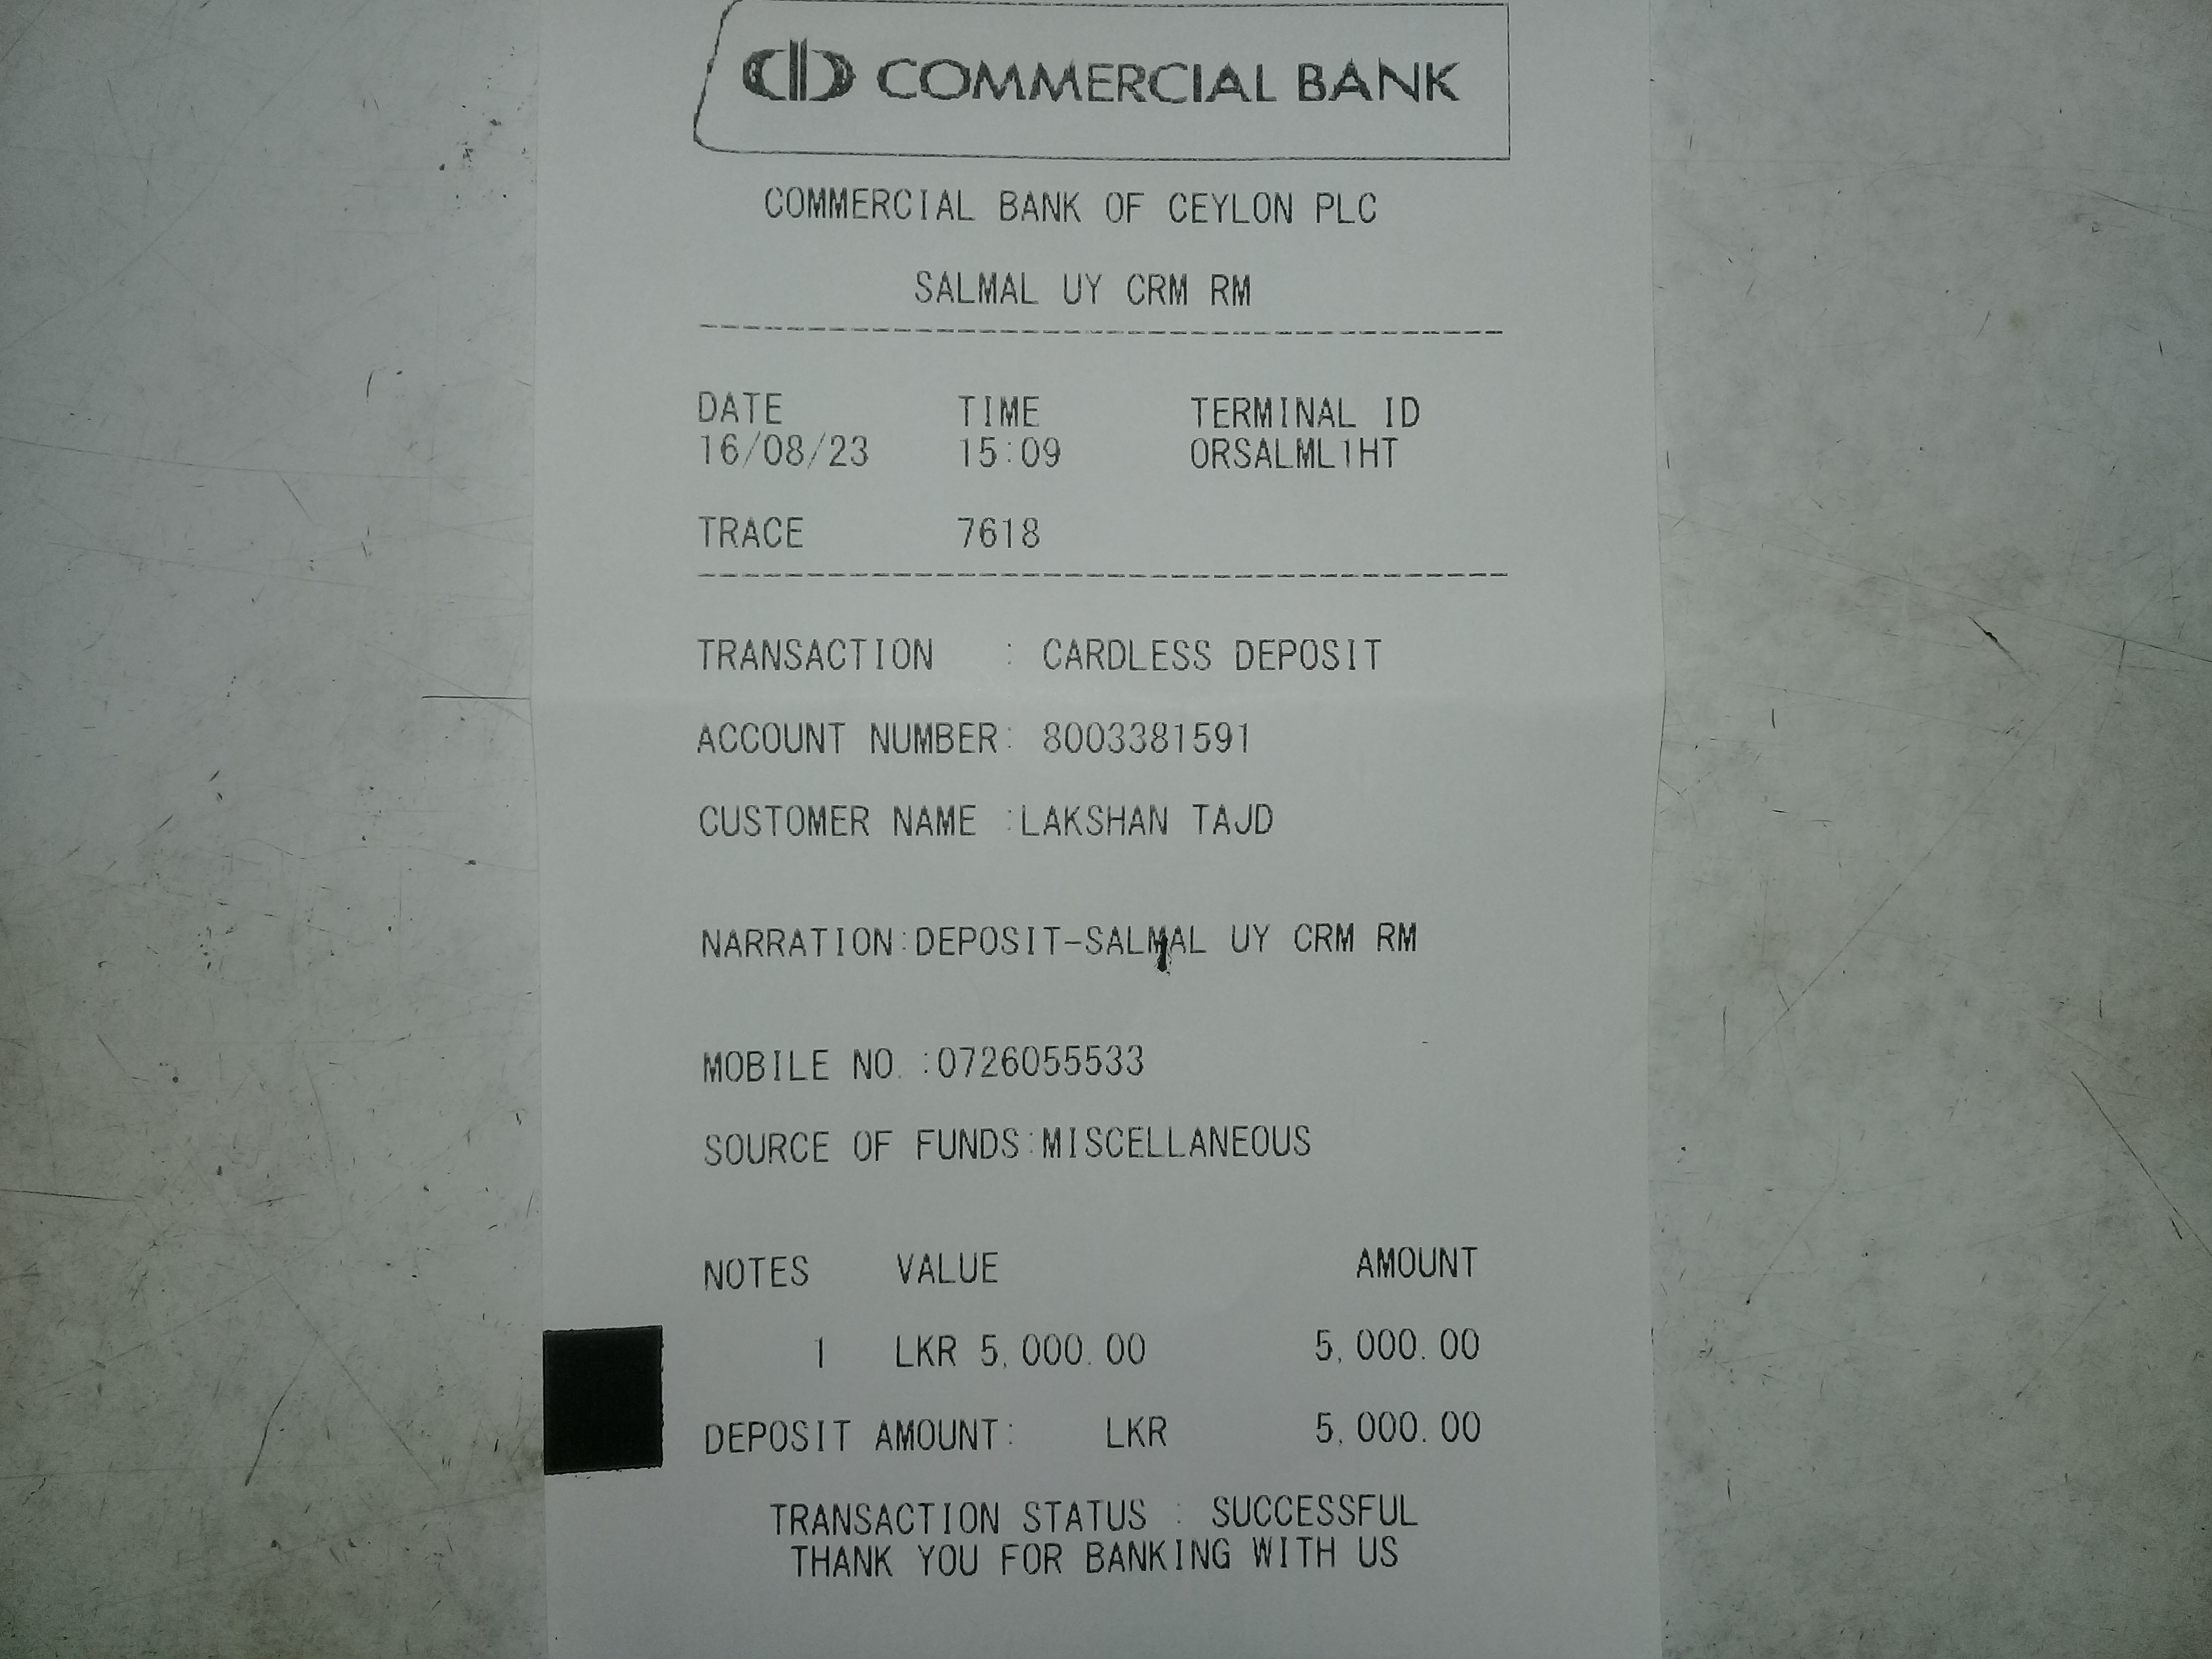 COMMERCIAL BANK
COMMERCIAL BANK OF CEYLON PLC
SALMAL UY CRM RM
DATE TIME TERMINAL ID
16/08/23 15:09 ORSALML1HT
TRACE 7618
TRANSACTION : CARDLESS DEPOSIT
ACCOUNT NUMBER: 8003381591
CUSTOMER NAME :LAKSHAN TAJD
NARRATION:DEPOSIT-SALMAL UY CRM RM
MOBILE NO. :0726055533
SOURCE OF FUNDS:MISCELLANEOUS
NOTES VALUE AMOUNT
1 LKR 5,000.00 5,000.00
DEPOSIT AMOUNT: LKR 5,000.00
TRANSACTION STATUS : SUCCESSFUL
THANK YOU FOR BANKING WITH US